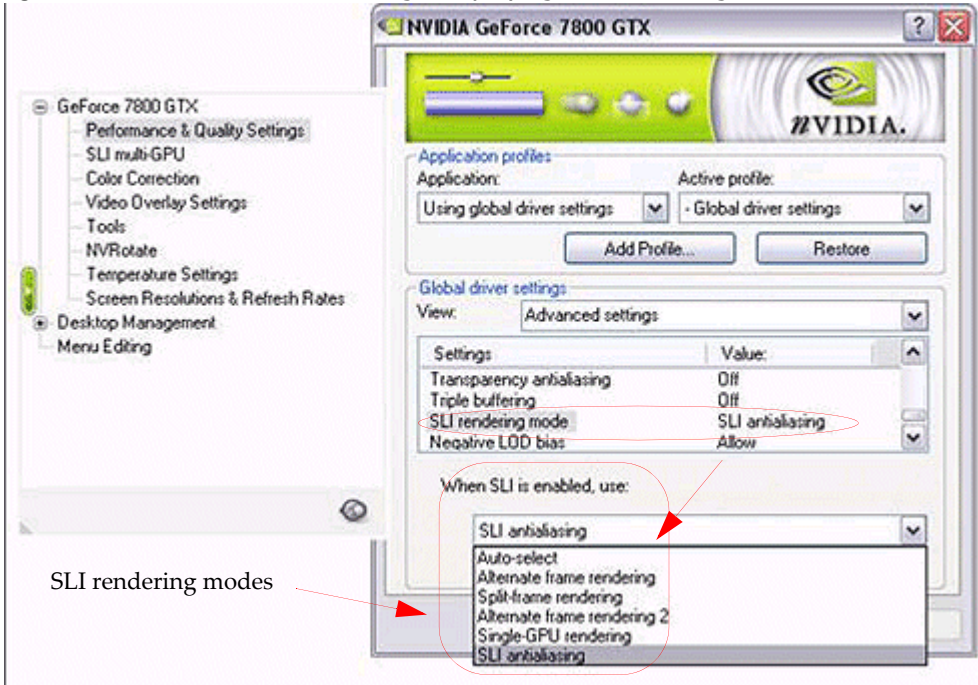 NVIDIA GeForce 7800 GTX
nVIDIA.
GeForce 7800 GTX
Performance & Quality Settings
SLI multi-GPU
Color Correction
Video Overlay Settings
Tools
NVRotate
Temperature Settings
Screen Resolutions & Refresh Rates
Desktop Management
Menu Editing
Application profiles
Application: Active profile:
Using global driver settings - Global driver settings
Add Profile... Restore
Global driver settings
View: Advanced settings
Settings Value:
Transparency antialiasing Off
Triple buffering Off
SLI rendering mode SLI antialiasing
Negative LOD bias Allow
When SLI is enabled, use:
SLI antialiasing
Auto-select
Alternate frame rendering
Split-frame rendering
Alternate frame rendering 2
Single-GPU rendering
SLI antialiasing
SLI rendering modes